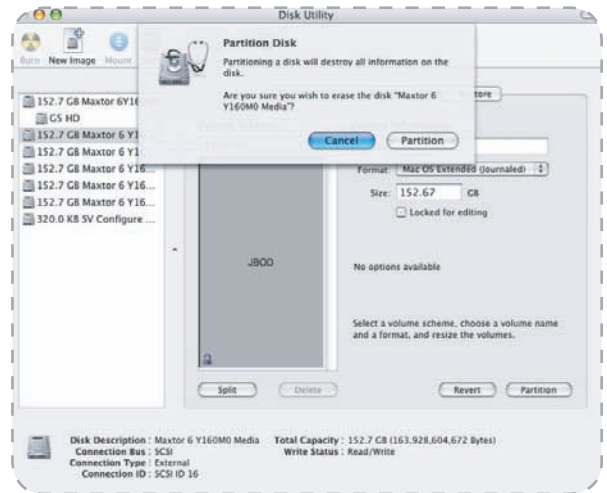 Disk Utility
Burn New Image Mount
Partition Disk
Partitioning a disk will destroy all information on the
disk.
Are you sure you wish to erase the disk "Maxtor 6
Y160M0 Media"?
Cancel Partition
152.7 GB Maxtor 6Y16
G5 HD
152.7 GB Maxtor 6 Y1
152.7 GB Maxtor 6 Y1
152.7 GB Maxtor 6 Y16...
152.7 GB Maxtor 6 Y16...
152.7 GB Maxtor 6 Y16...
320.0 KB SV Configure ...
tore
Format: Mac OS Extended (Journaled)
Size: 152.67 GB
Locked for editing
JBOD
No options available
Select a volume scheme, choose a volume name
and a format, and resize the volumes.
Split Delete Revert Partition
Disk Description : Maxtor 6 Y160M0 Media Total Capacity : 152.7 GB (163,928,604,672 Bytes)
Connection Bus : SCSI Write Status : Read/Write
Connection Type : External
Connection ID : SCSI ID 16